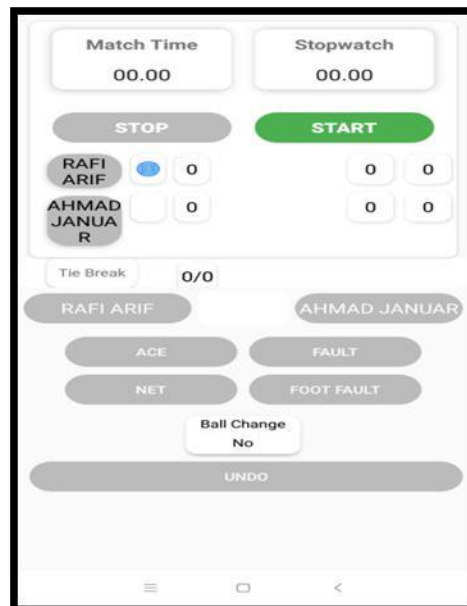 Match Time Stopwatch
00.00 00.00
STOP START
RAFI
ARIF 0 0 0
AHMAD
JANUA
R 0 0 0
Tie Break 0/0
RAFI ARIF AHMAD JANUAR
ACE FAULT
NET FOOT FAULT
Ball Change
No
UNDO